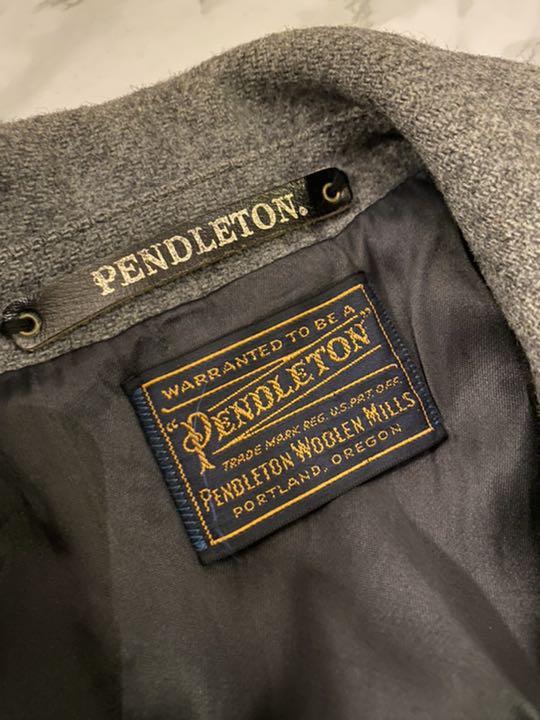 PENDLETON.
WARRANTED TO BE A
"PENDLETON"
TRADE MARK REG. U.S. PAT. OFF.
PENDLETON WOOLEN MILLS
PORTLAND, OREGON